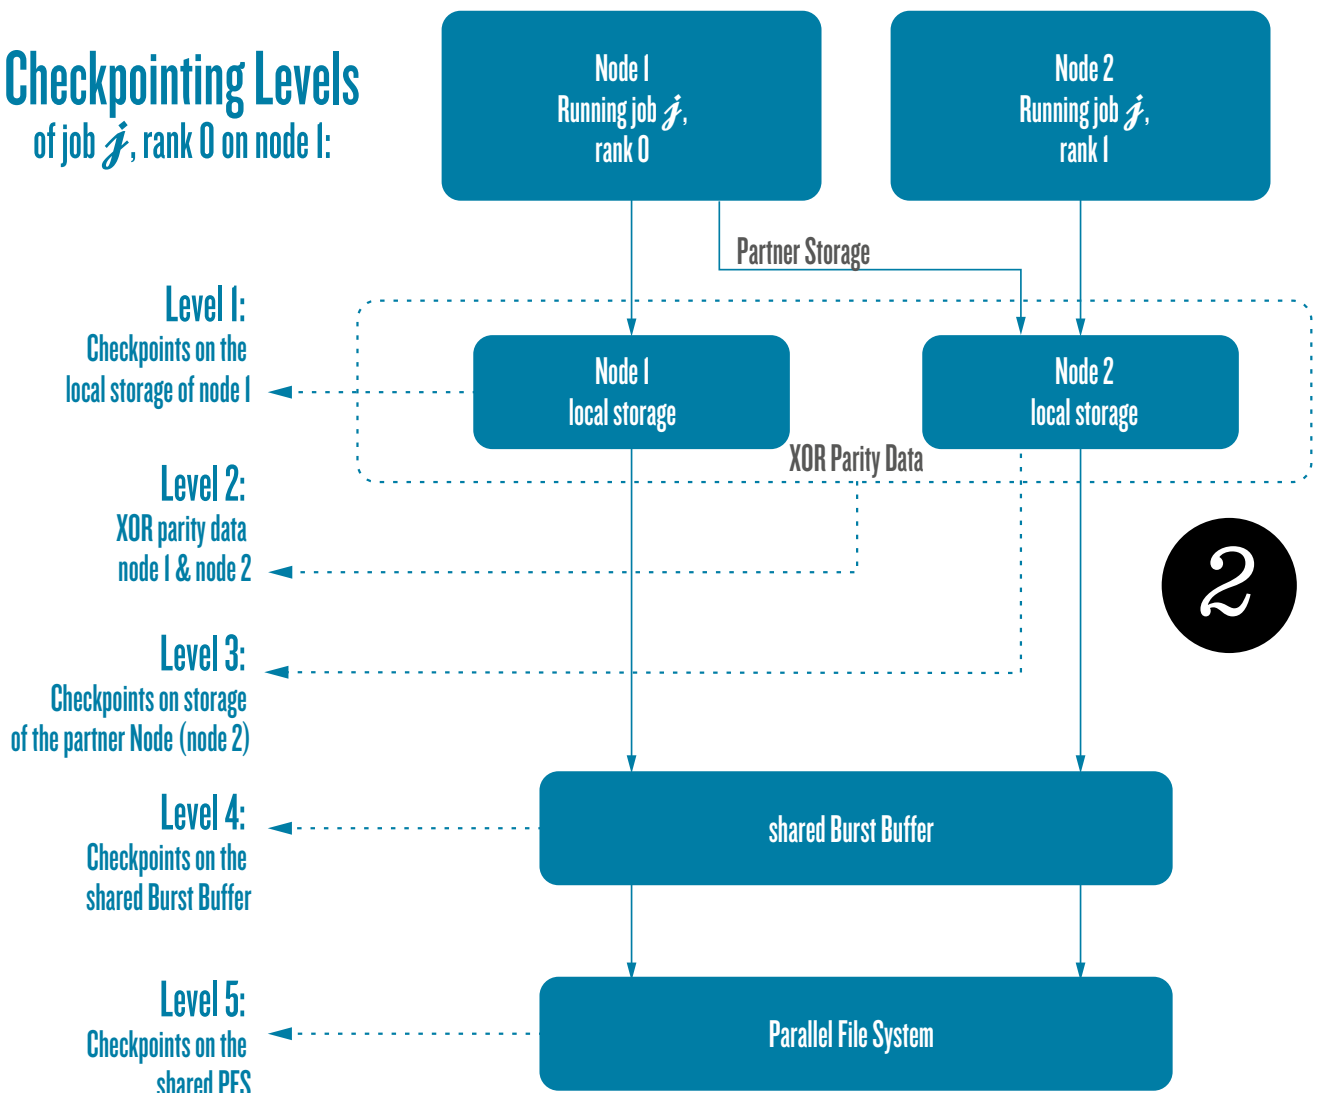 Checkpointing Levels
of job j, rank 0 on node 1:
Node 1
Running job j,
rank 0
Node 2
Running job j,
rank 1
Partner Storage
Level 1:
Checkpoints on the
local storage of node 1
Node 1
local storage
Node 2
local storage
XOR Parity Data
Level 2:
XOR parity data
node 1 & node 2
2
Level 3:
Checkpoints on storage
of the partner Node (node 2)
Level 4:
Checkpoints on the
shared Burst Buffer
shared Burst Buffer
Level 5:
Checkpoints on the
shared PFS
Parallel File System